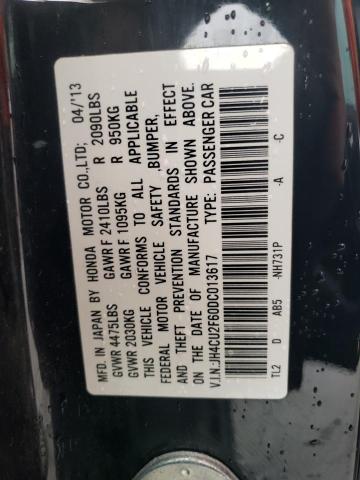 MFD. IN JAPAN BY HONDA MOTOR CO.,LTD; 04/'13
GVWR 4475LBS GAWR F 2410LBS R 2090LBS
GVWR 2030KG GAWR F 1095KG R 950KG
THIS VEHICLE CONFORMS TO ALL APPLICABLE
FEDERAL MOTOR VEHICLE SAFETY, BUMPER,
AND THEFT PREVENTION STANDARDS IN EFFECT
ON THE DATE OF MANUFACTURE SHOWN ABOVE.
V.I.N.:JH4CU2F60DC013617 TYPE: PASSENGER CAR
TL2 D AB5 -NH731P -A -C